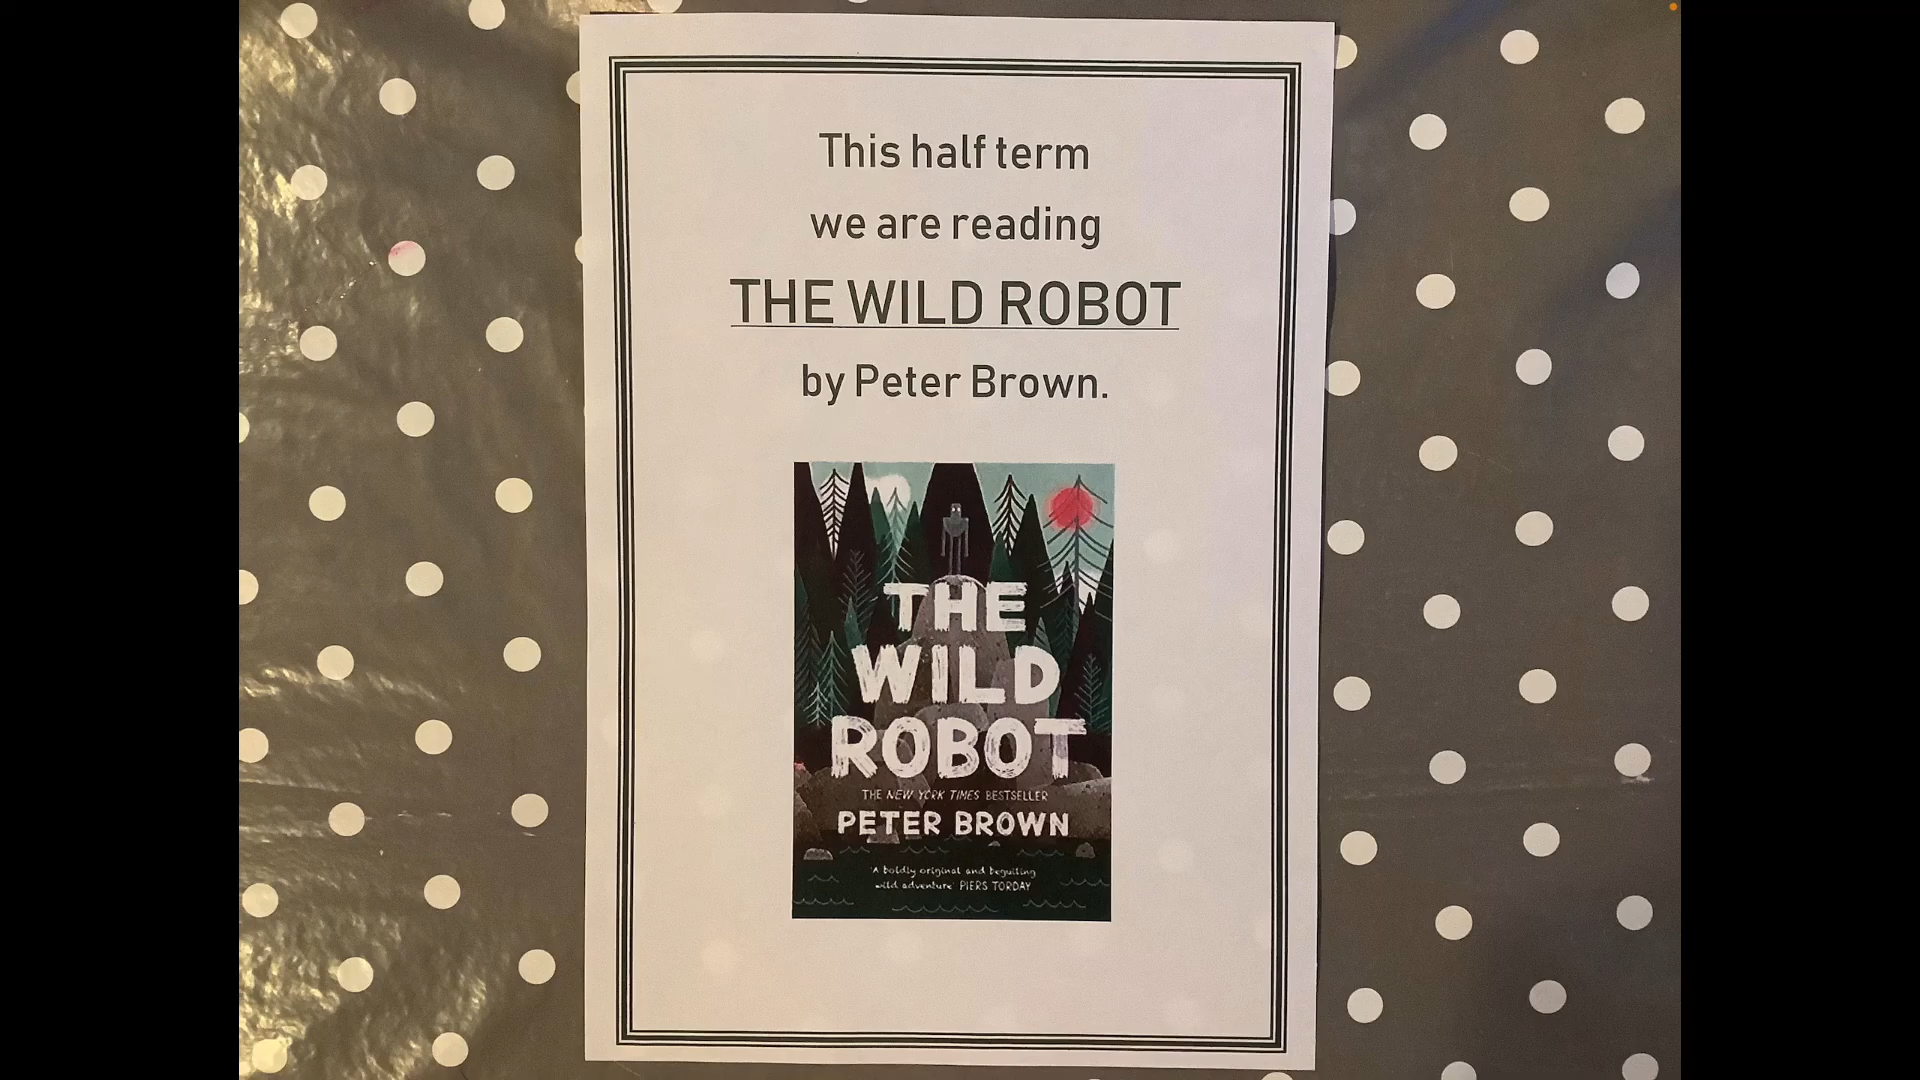 This half term
we are reading
THE WILD ROBOT
by Peter Brown.
THE
WILD
ROBOT
THE NEW YORK TIMES BESTSELLER
PETER BROWN
'A boldly original and beguiling
wild adventure' PIERS TORDAY